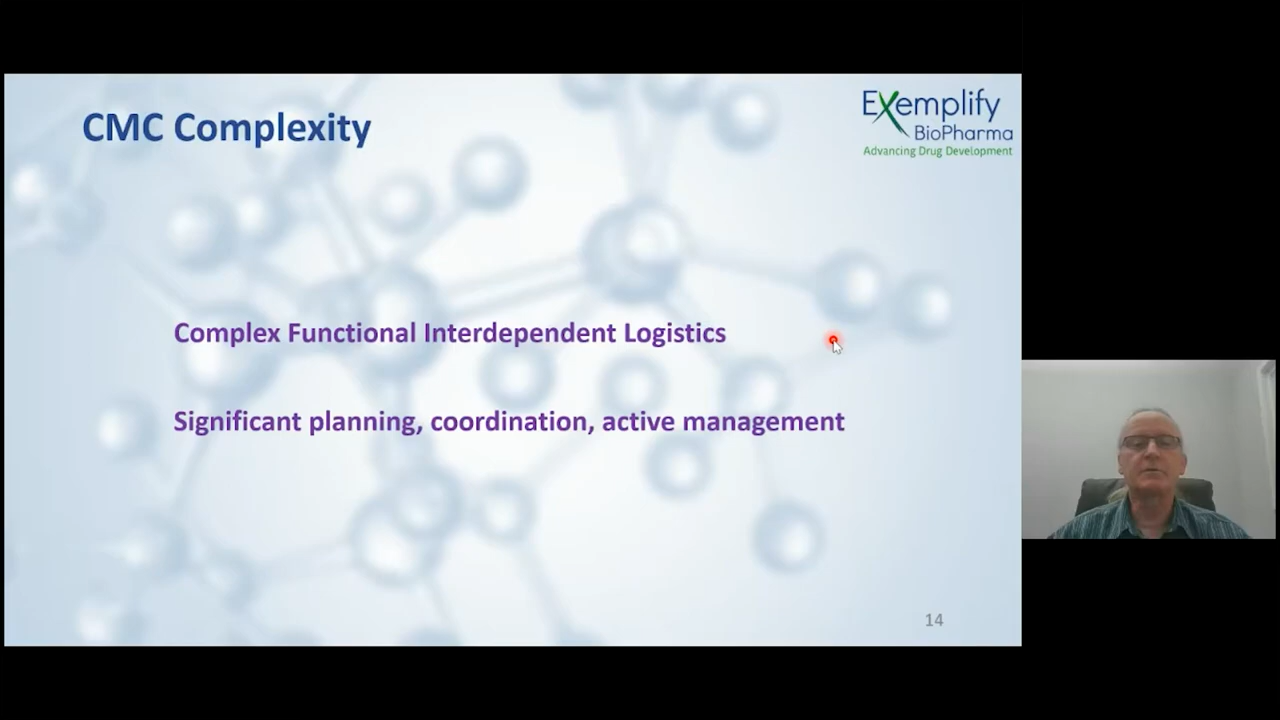 CMC Complexity
Exemplify
BioPharma
Advancing Drug Development
Complex Functional Interdependent Logistics
Significant planning, coordination, active management
14